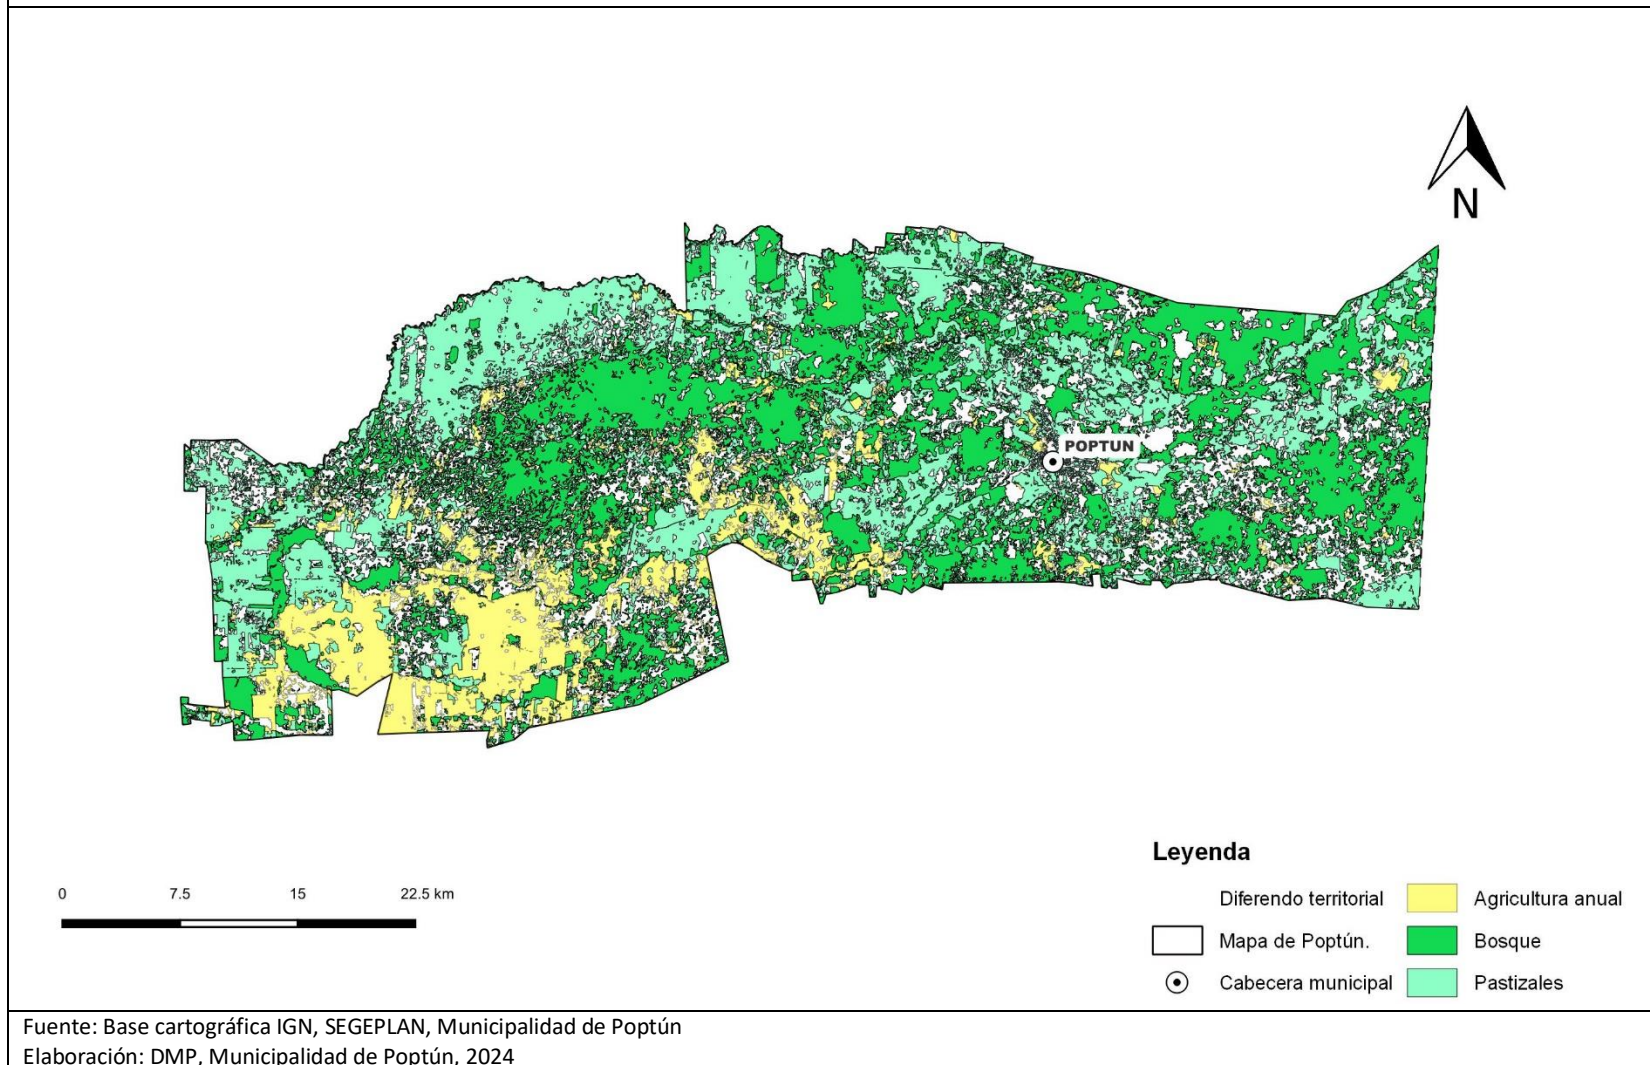 N
POPTUN
Leyenda
0 7.5 15 22.5 km
Diferendo territorial
Agricultura anual
Mapa de Poptún.
Bosque
Cabecera municipal
Pastizales
Fuente: Base cartográfica IGN, SEGEPLAN, Municipalidad de Poptún
Elaboración: DMP, Municipalidad de Poptún, 2024